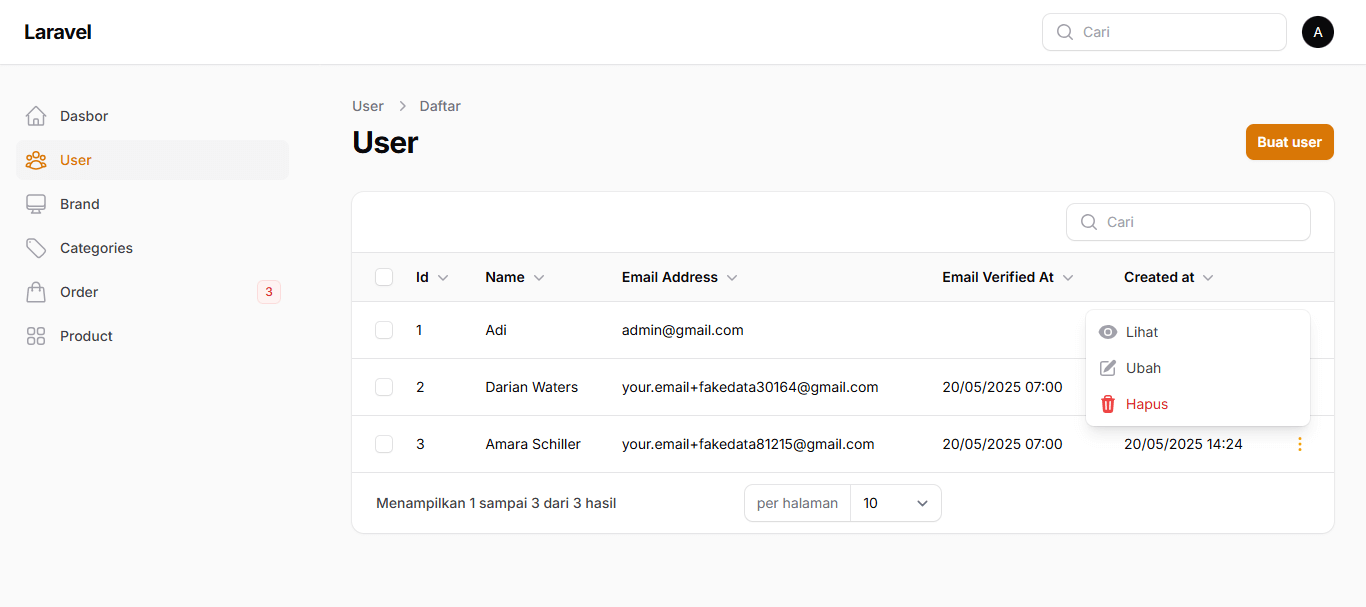 Laravel
Cari
A
Dasbor
User
Brand
Categories
Order 3
Product
User > Daftar
User
Buat user
Cari
Id Name Email Address Email Verified At Created at
1 Adi admin@gmail.com
2 Darian Waters your.email+fakedata30164@gmail.com 20/05/2025 07:00
3 Amara Schiller your.email+fakedata81215@gmail.com 20/05/2025 07:00 20/05/2025 14:24
Lihat
Ubah
Hapus
Menampilkan 1 sampai 3 dari 3 hasil
per halaman 10